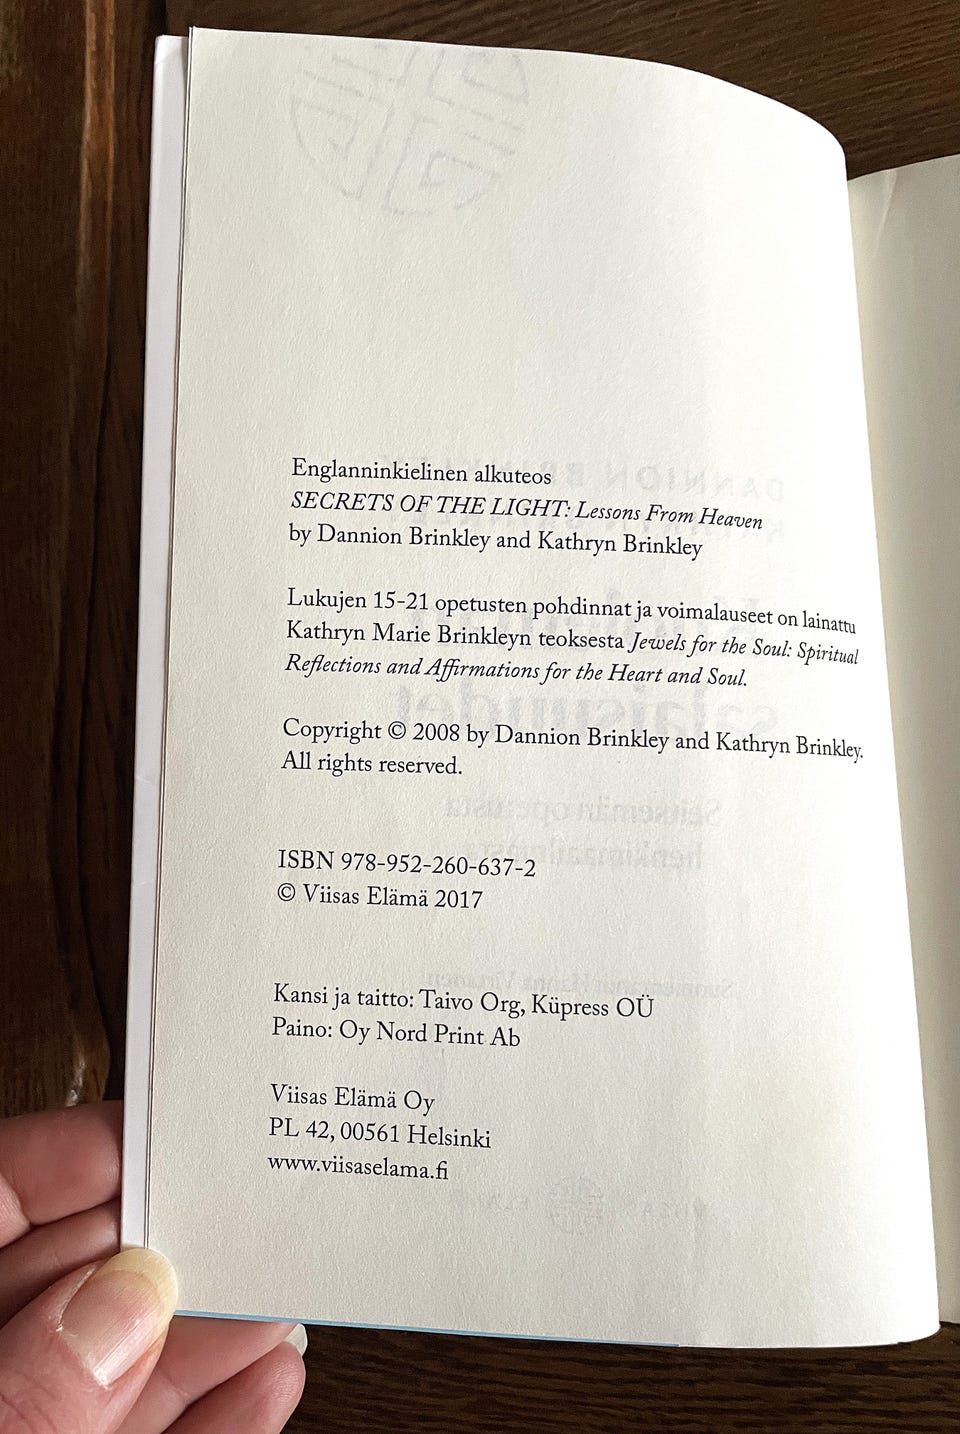 Englanninkielinen alkuteos
SECRETS OF THE LIGHT: Lessons From Heaven
by Dannion Brinkley and Kathryn Brinkley
Lukujen 15-21 opetusten pohdinnat ja voimalauseet on lainattu
Kathryn Marie Brinkleyn teoksesta Jewels for the Soul: Spiritual
Reflections and Affirmations for the Heart and Soul.
Copyright © 2008 by Dannion Brinkley and Kathryn Brinkley.
All rights reserved.
ISBN 978-952-260-637-2
© Viisas Elämä 2017
Kansi ja taitto: Taivo Org, Küpress OÜ
Paino: Oy Nord Print Ab
Viisas Elämä Oy
PL 42, 00561 Helsinki
www.viisaselama.fi